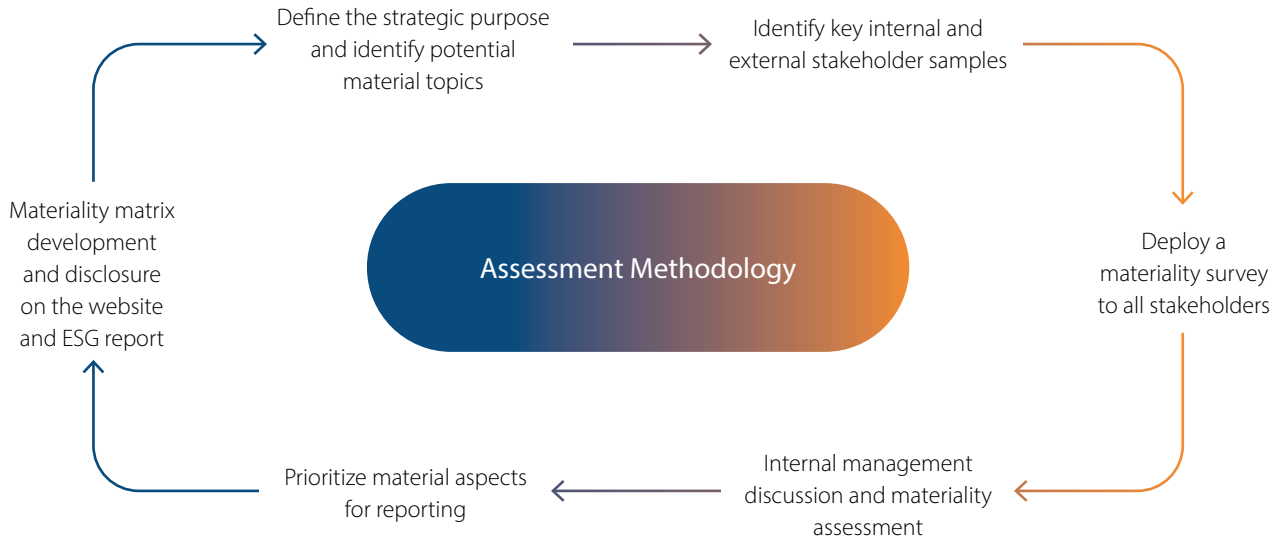 Define the strategic purpose
and identify potential
material topics
Identify key internal and
external stakeholder samples
Deploy a
materiality survey
to all stakeholders
Internal management
discussion and materiality
assessment
Prioritize material aspects
for reporting
Materiality matrix
development
and disclosure
on the website
and ESG report
Assessment Methodology